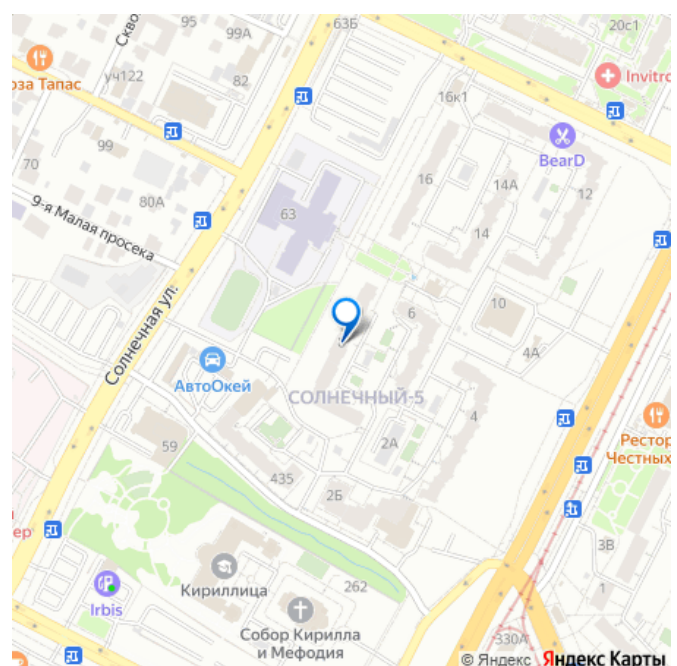 63Б
20с1
95
99А
Скво
оза Тапас
уч122
82
Invitro
16к1
BearD
99
70
80А
9-я Малая просека
63
16
14А
12
14
10
6
4А
Солнечная ул.
АвтоОкей
СОЛНЕЧНЫЙ-5
4
2А
59
435
2Б
Рестор
Честных
ер
3В
1
Кириллица
262
Irbis
Собор Кирилла
и Мефодия
330А
© Яндекс Яндекс Карты